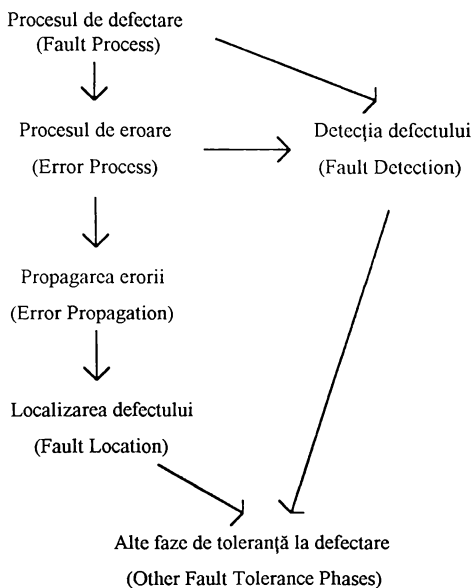 Procesul de defectare
(Fault Process)
Procesul de eroare
(Error Process)
Detecția defectului
(Fault Detection)
Propagarea erorii
(Error Propagation)
Localizarea defectului
(Fault Location)
Alte faze de toleranță la defectare
(Other Fault Tolerance Phases)